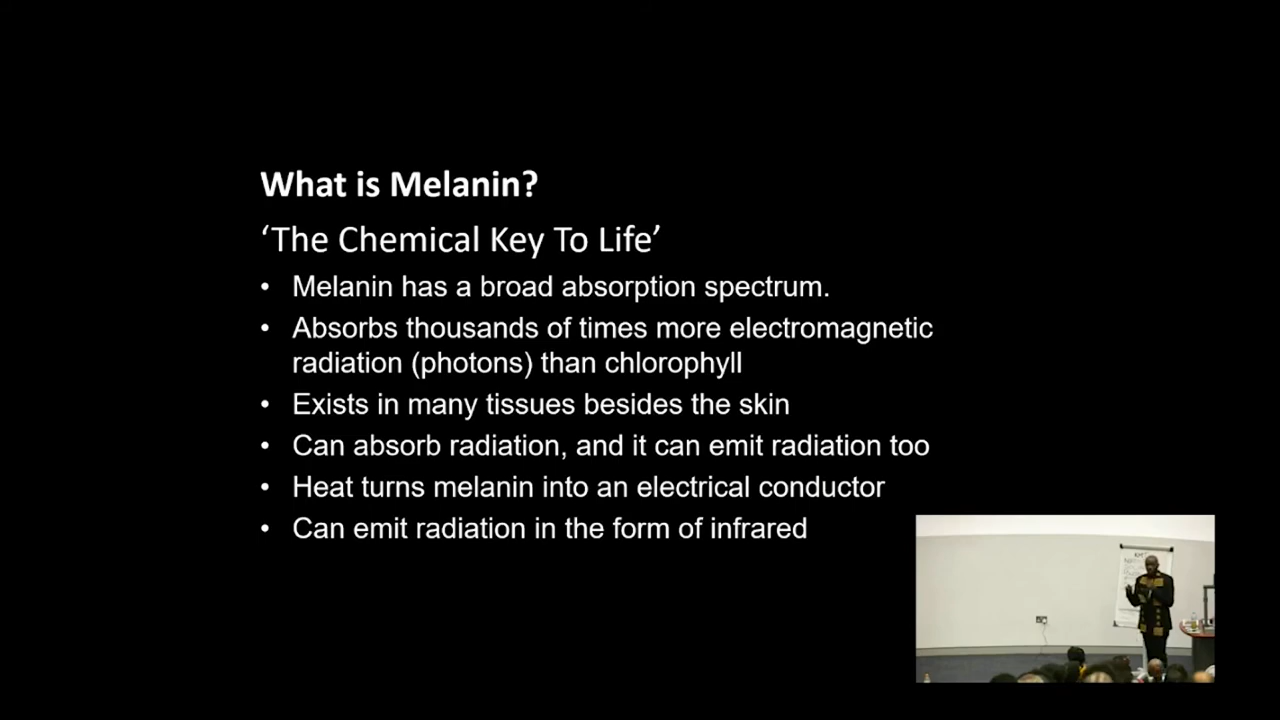 What is Melanin?
‘The Chemical Key To Life’
• Melanin has a broad absorption spectrum.
• Absorbs thousands of times more electromagnetic
radiation (photons) than chlorophyll
• Exists in many tissues besides the skin
• Can absorb radiation, and it can emit radiation too
• Heat turns melanin into an electrical conductor
• Can emit radiation in the form of infrared